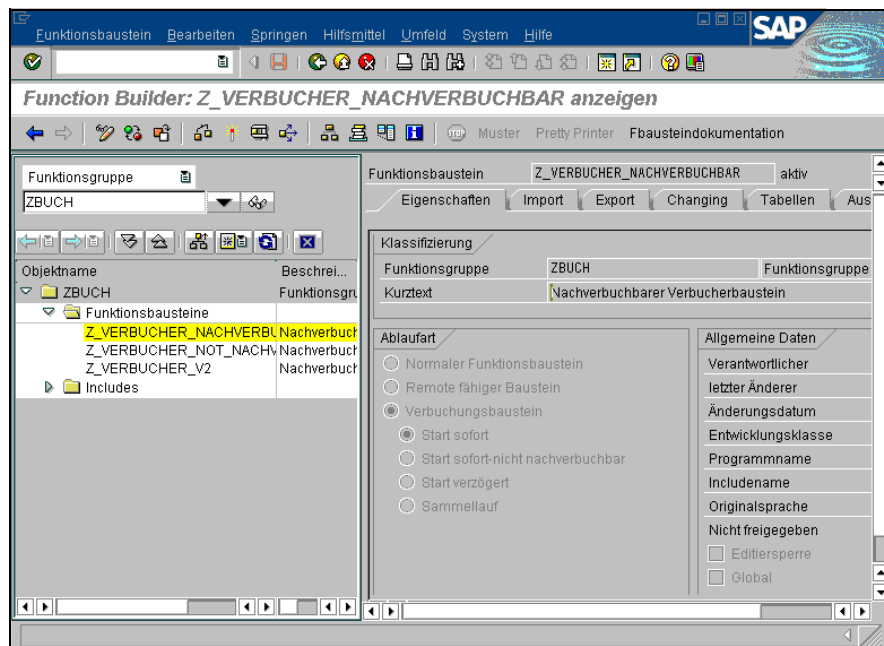 Funktionsbaustein Bearbeiten Springen Hilfsmittel Umfeld System Hilfe
SAP
Function Builder: Z_VERBUCHER_NACHVERBUCHBAR anzeigen
STOP Muster Pretty Printer Fbausteindokumentation
Funktionsgruppe
ZBUCH
Objektname Beschrei...
ZBUCH Funktionsgru
Funktionsbausteine
Z_VERBUCHER_NACHVERBU Nachverbuch
Z_VERBUCHER_NOT_NACHV Nachverbuch
Z_VERBUCHER_V2 Nachverbuch
Includes
Funktionsbaustein Z_VERBUCHER_NACHVERBUCHBAR aktiv
Eigenschaften Import Export Changing Tabellen Aus
Klassifizierung
Funktionsgruppe ZBUCH Funktionsgruppe
Kurztext Nachverbuchbarer Verbucherbaustein
Ablaufart
Normaler Funktionsbaustein
Remote fähiger Baustein
Verbuchungsbaustein
Start sofort
Start sofort-nicht nachverbuchbar
Start verzögert
Sammellauf
Allgemeine Daten
Verantwortlicher
letzter Änderer
Änderungsdatum
Entwicklungsklasse
Programmname
Includename
Originalsprache
Nicht freigegeben
Editiersperre
Global